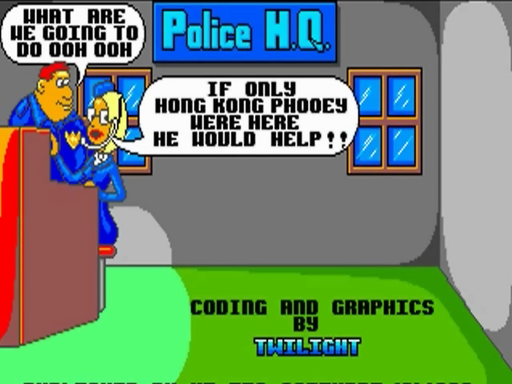 WHAT ARE
WE GOING TO
DO OOH OOH
Police H.Q.
IF ONLY
HONG KONG PHOOEY
WERE HERE
HE WOULD HELP!!
CODING AND GRAPHICS
BY
TWILIGHT